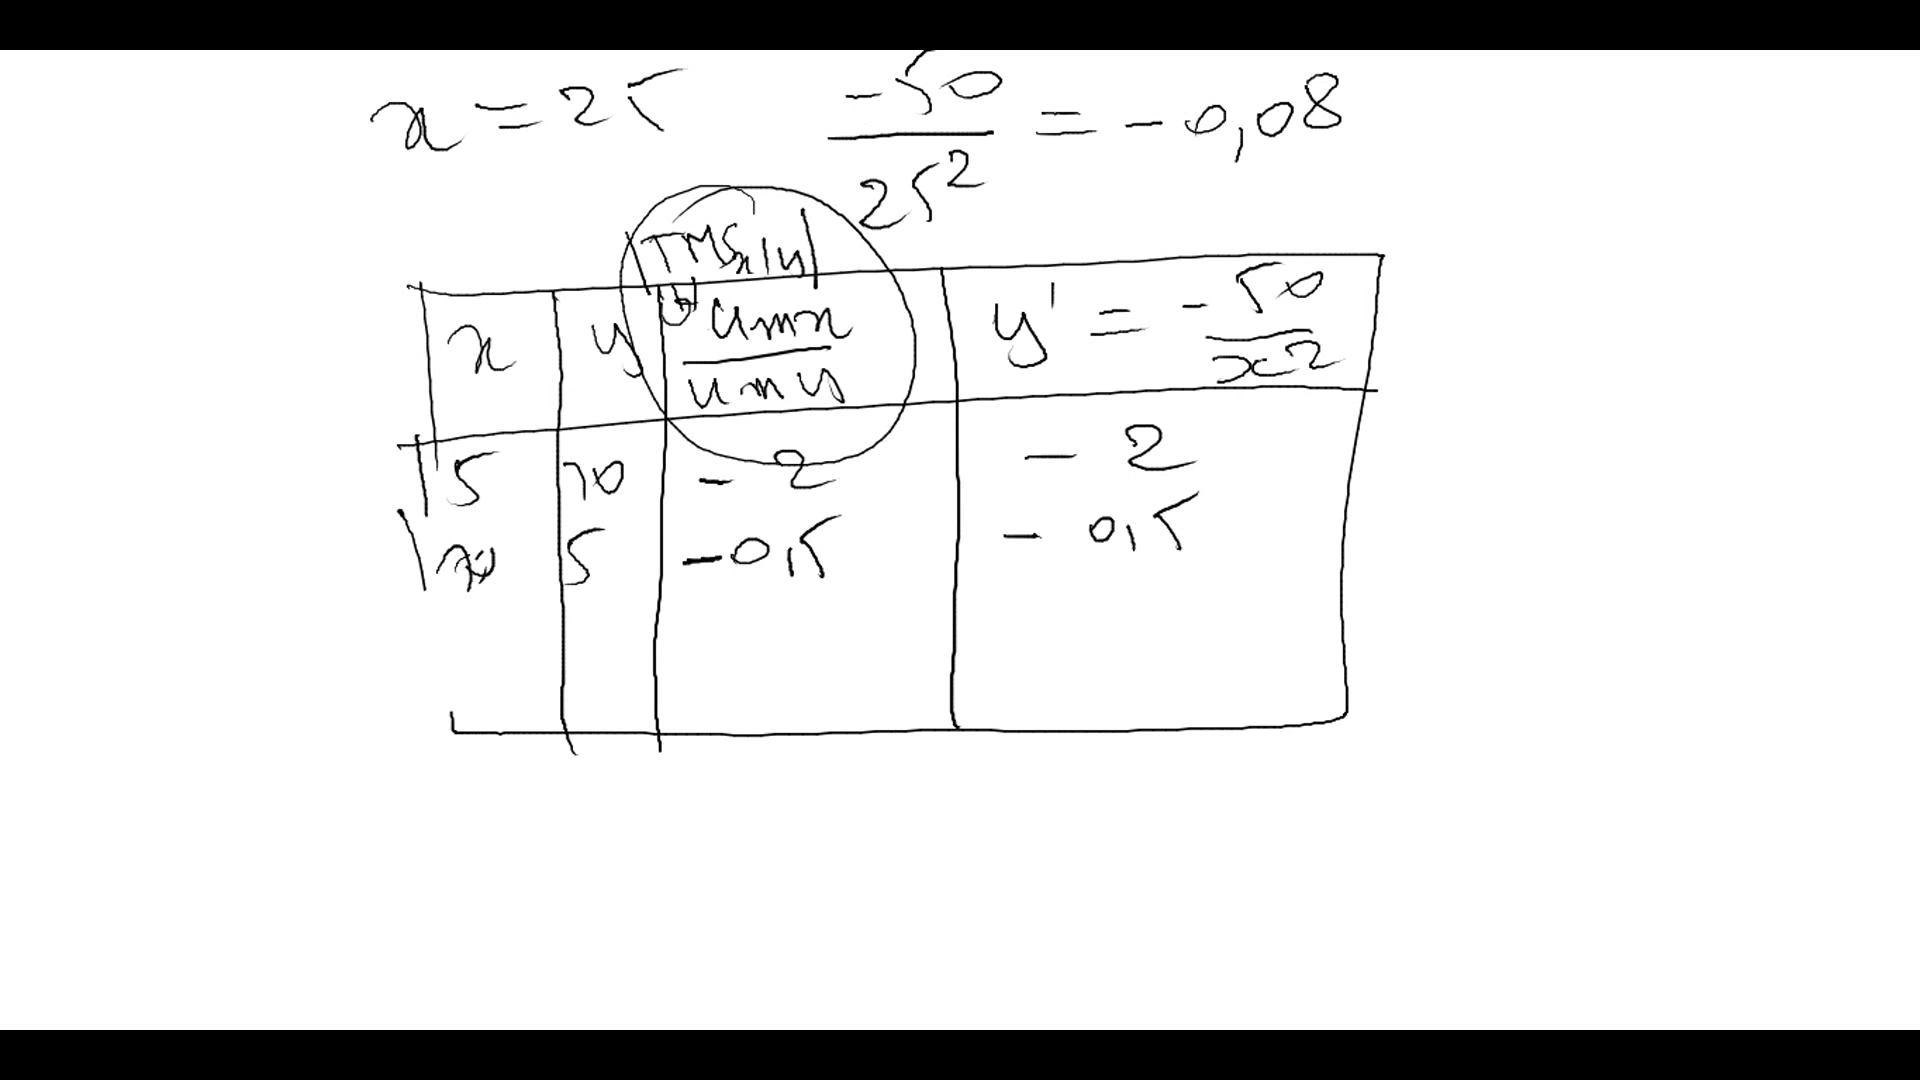 x = 25 -50/25² = -0,08
|TMS x/y|
x y Umx/Umy y' = -50/x2
5 10 -2 -2
10 5 -0,5 -0,5